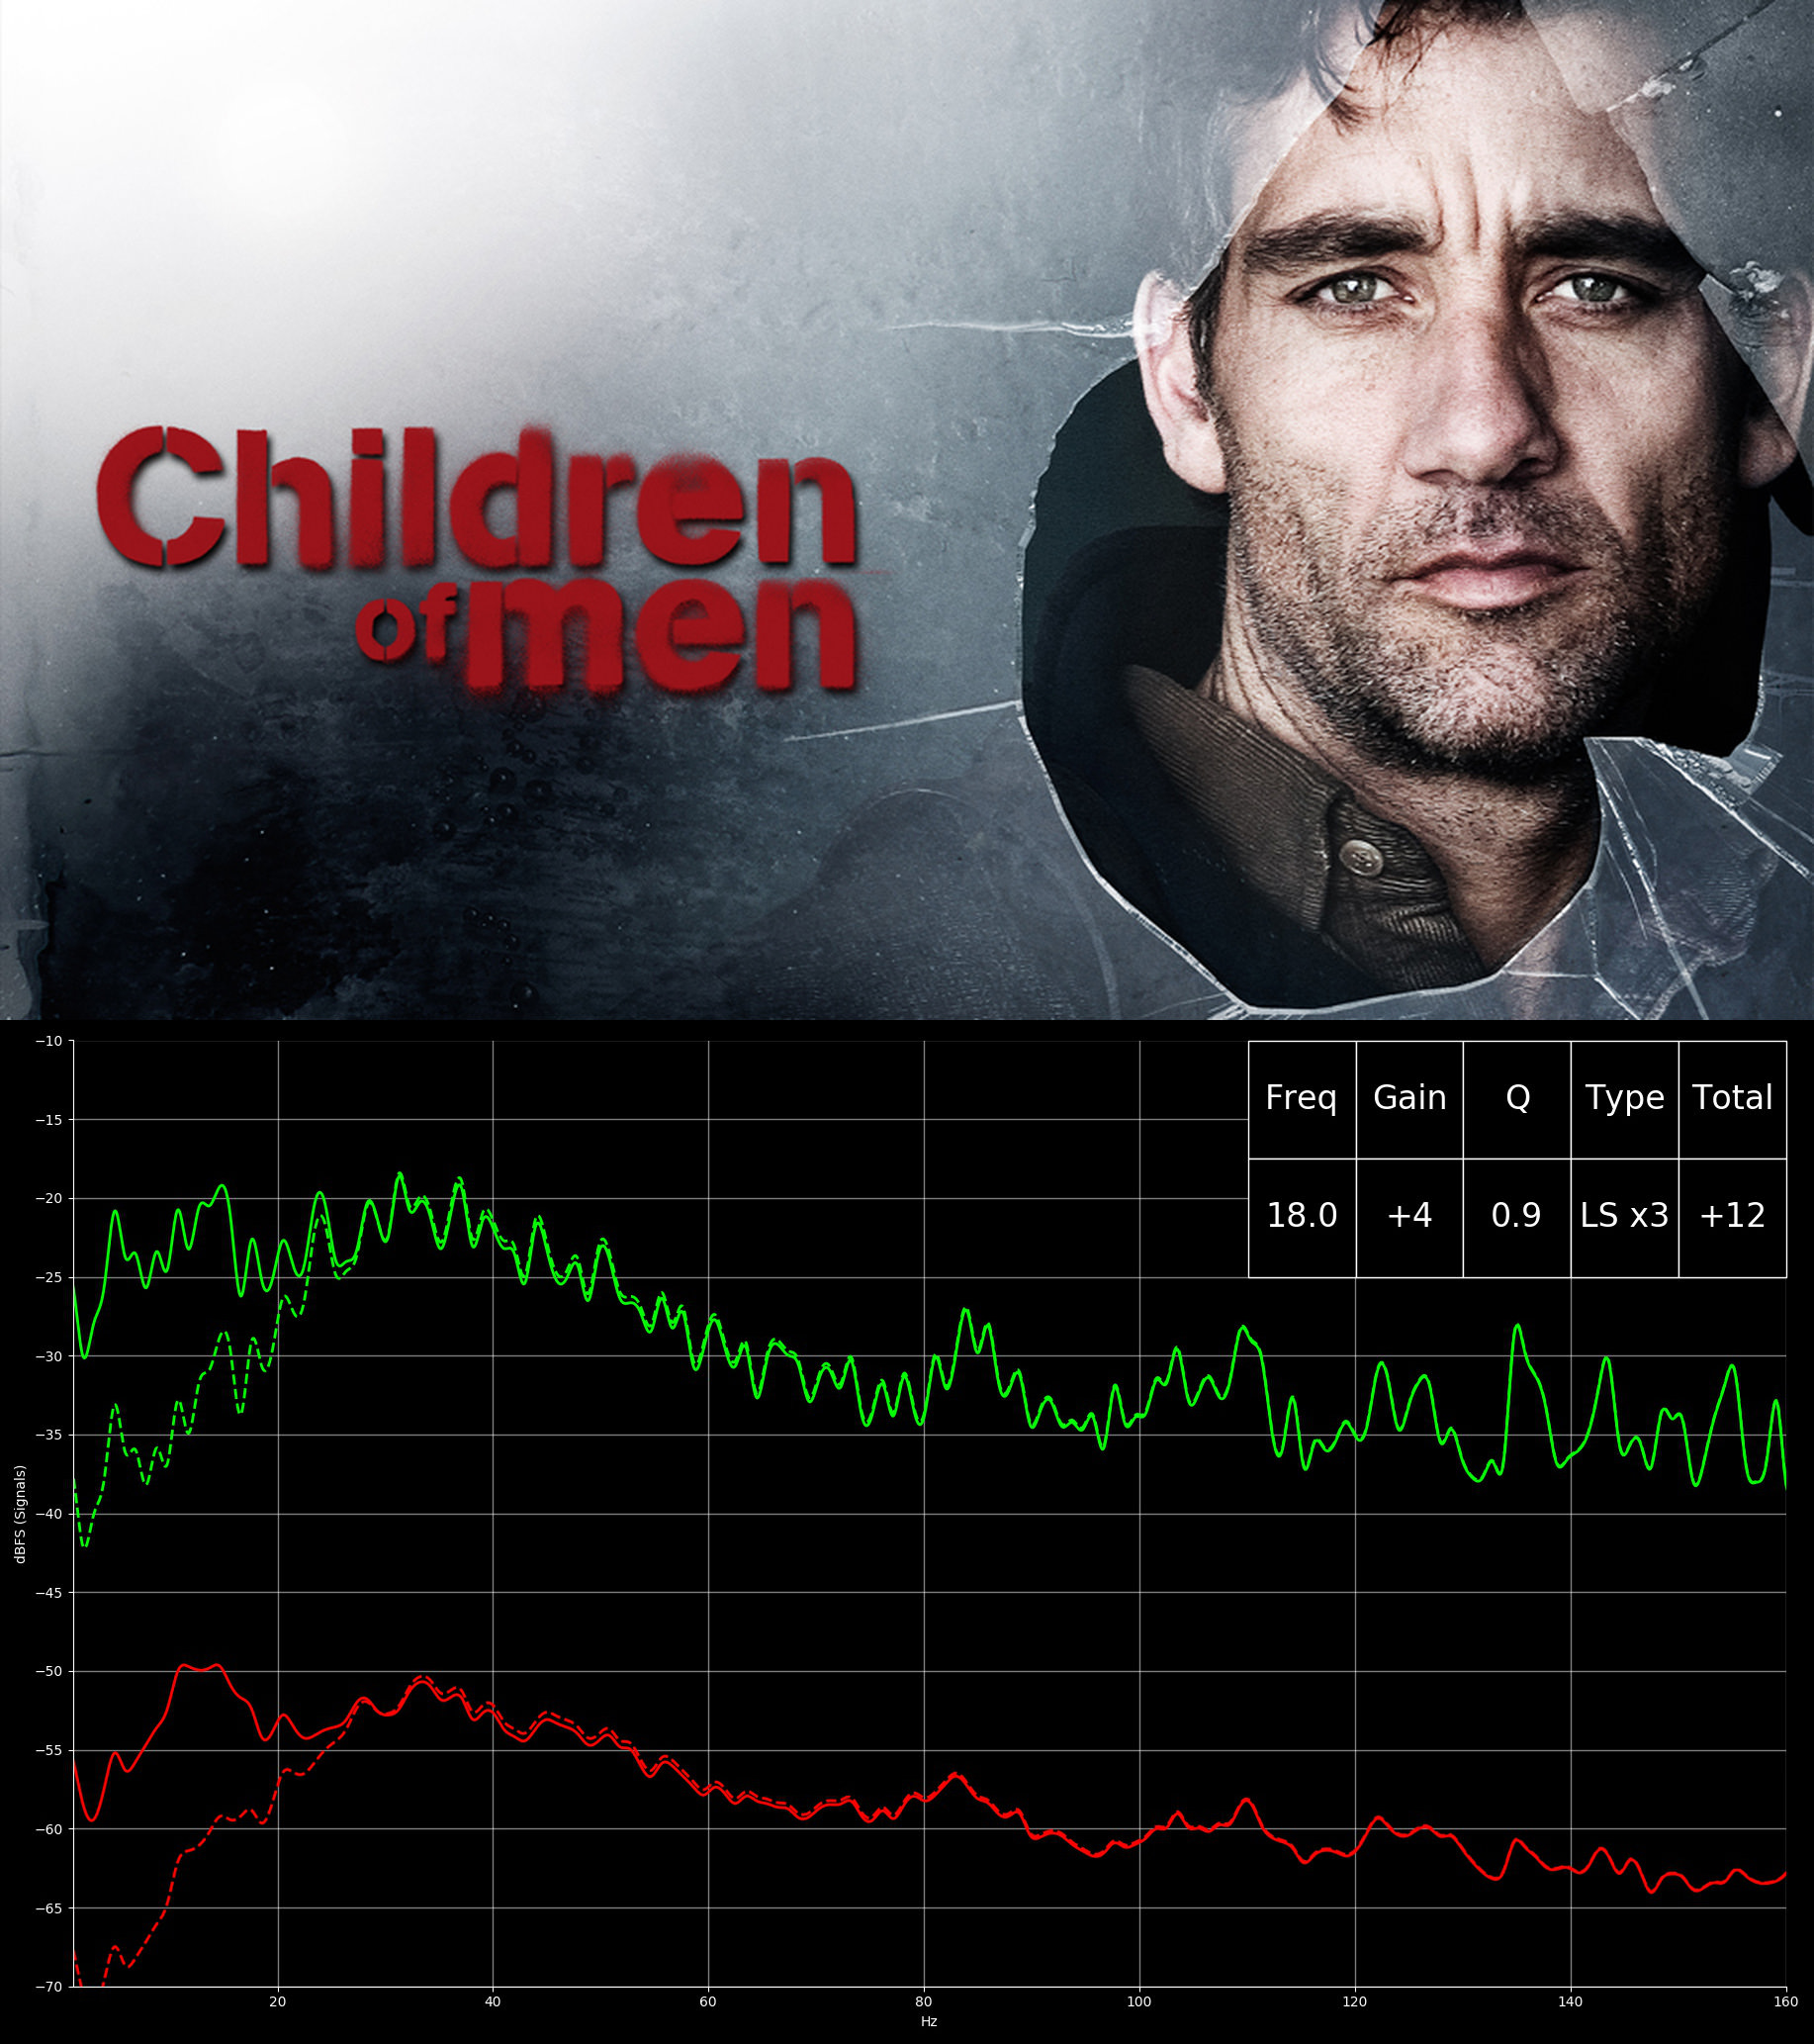 Children
of men
Freq Gain Q Type Total
18.0 +4 0.9 LS x3 +12
−10
−15
−20
−25
−30
−35
−40
−45
−50
−55
−60
−65
−70
dBFS (Signals)
20 40 60 80 100 120 140 160
Hz